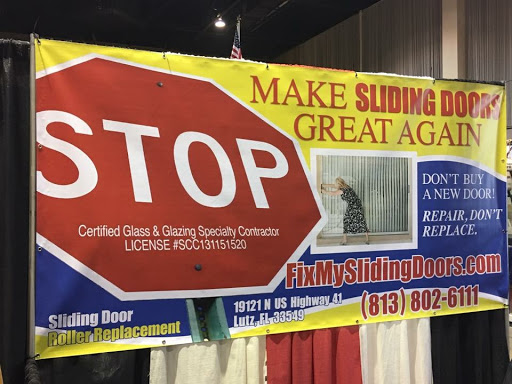 MAKE SLIDING DOORS
GREAT AGAIN
STOP
Certified Glass & Glazing Specialty Contractor
LICENSE #SCC131151520
DON'T BUY
A NEW DOOR!
REPAIR, DON'T
REPLACE.
FixMySlidingDoors.com
(813) 802-6111
19121 N US Highway 41
Lutz, FL 33549
Sliding Door
Roller Replacement